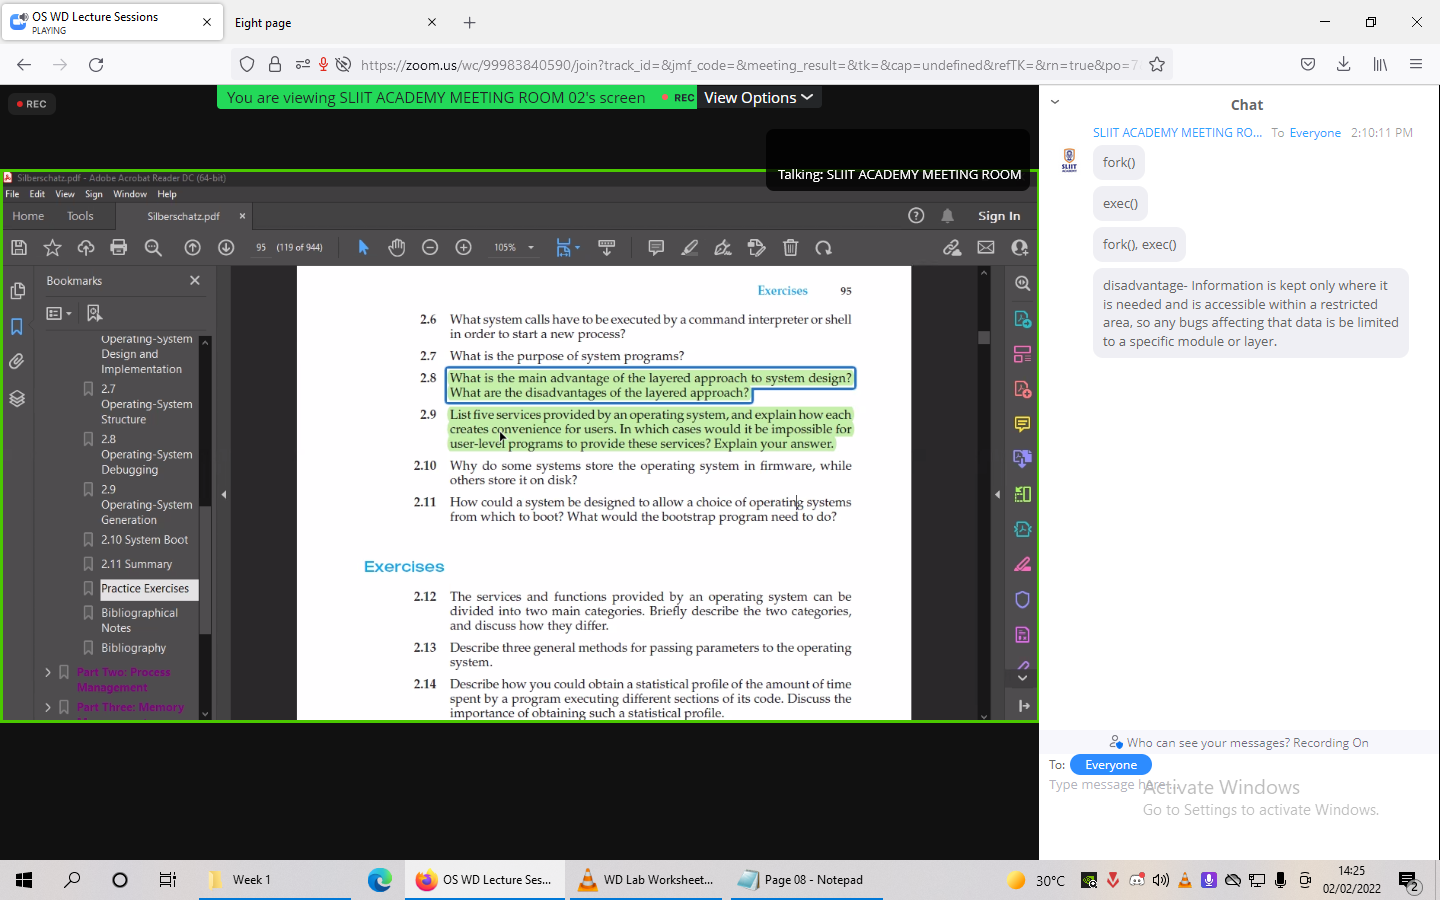 OS WD Lecture Sessions
PLAYING
Eight page
https://zoom.us/wc/99983840590/join?track_id=&jmf_code=&meeting_result=&tk=&cap=undefined&refTK=&rn=true&po=7
REC
You are viewing SLIIT ACADEMY MEETING ROOM 02's screen
REC
View Options
Talking: SLIIT ACADEMY MEETING ROOM
Silberschatz.pdf - Adobe Acrobat Reader DC (64-bit)
File Edit View Sign Window Help
Home Tools Silberschatz.pdf Sign In
95 (119 of 944) 105%
Bookmarks
Operating-System
Design and
Implementation
2.7
Operating-System
Structure
2.8
Operating-System
Debugging
2.9
Operating-System
Generation
2.10 System Boot
2.11 Summary
Practice Exercises
Bibliographical
Notes
Bibliography
Part Two: Process
Management
Part Three: Memory
Exercises 95
2.6 What system calls have to be executed by a command interpreter or shell
in order to start a new process?
2.7 What is the purpose of system programs?
2.8 What is the main advantage of the layered approach to system design?
What are the disadvantages of the layered approach?
2.9 List five services provided by an operating system, and explain how each
creates convenience for users. In which cases would it be impossible for
user-level programs to provide these services? Explain your answer.
2.10 Why do some systems store the operating system in firmware, while
others store it on disk?
2.11 How could a system be designed to allow a choice of operating systems
from which to boot? What would the bootstrap program need to do?
Exercises
2.12 The services and functions provided by an operating system can be
divided into two main categories. Briefly describe the two categories,
and discuss how they differ.
2.13 Describe three general methods for passing parameters to the operating
system.
2.14 Describe how you could obtain a statistical profile of the amount of time
spent by a program executing different sections of its code. Discuss the
importance of obtaining such a statistical profile.
Chat
SLIIT ACADEMY MEETING RO... To Everyone 2:10:11 PM
SLIIT
fork()
exec()
fork(), exec()
disadvantage- Information is kept only where it
is needed and is accessible within a restricted
area, so any bugs affecting that data is be limited
to a specific module or layer.
Who can see your messages? Recording On
To: Everyone
Type message here...
Activate Windows
Go to Settings to activate Windows.
Week 1
OS WD Lecture Ses...
WD Lab Worksheet...
Page 08 - Notepad
30°C
14:25
02/02/2022
2